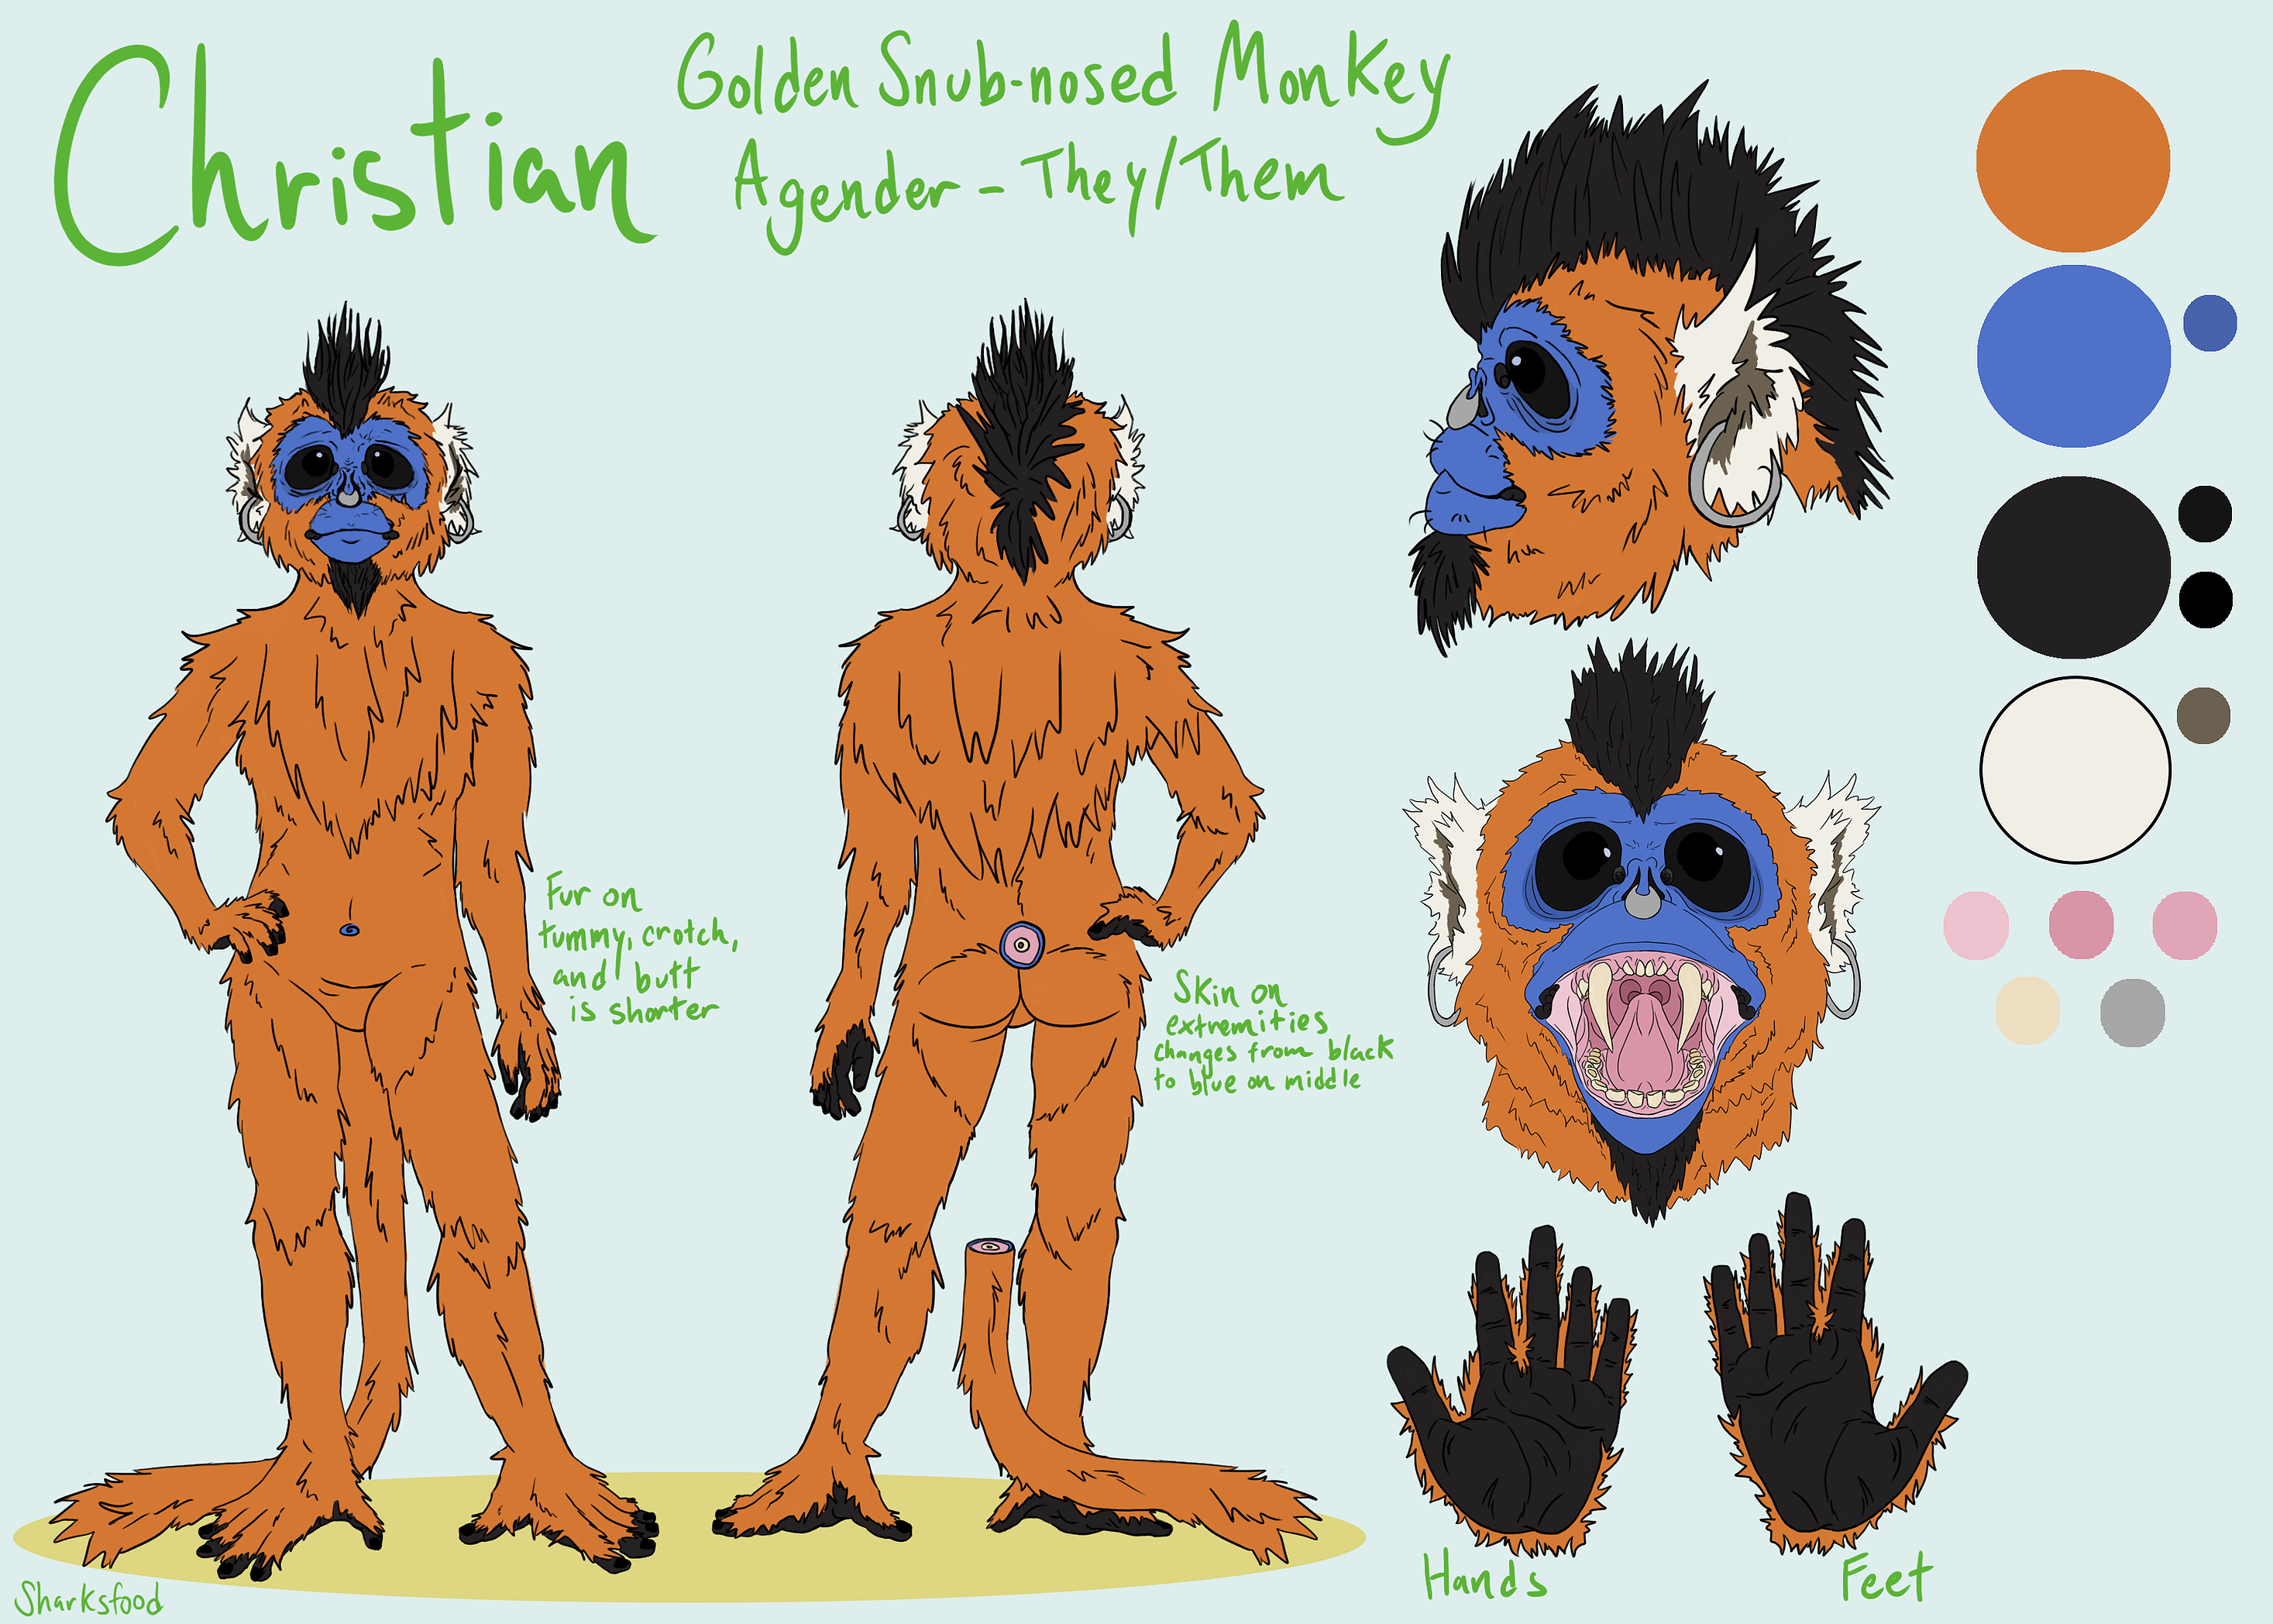 Christian
Golden Snub-nosed Monkey
Agender - They/Them
Fur on
tummy, crotch,
and butt
is shorter
Skin on
extremities
changes from black
to blue on middle
Hands
Feet
Sharksfood